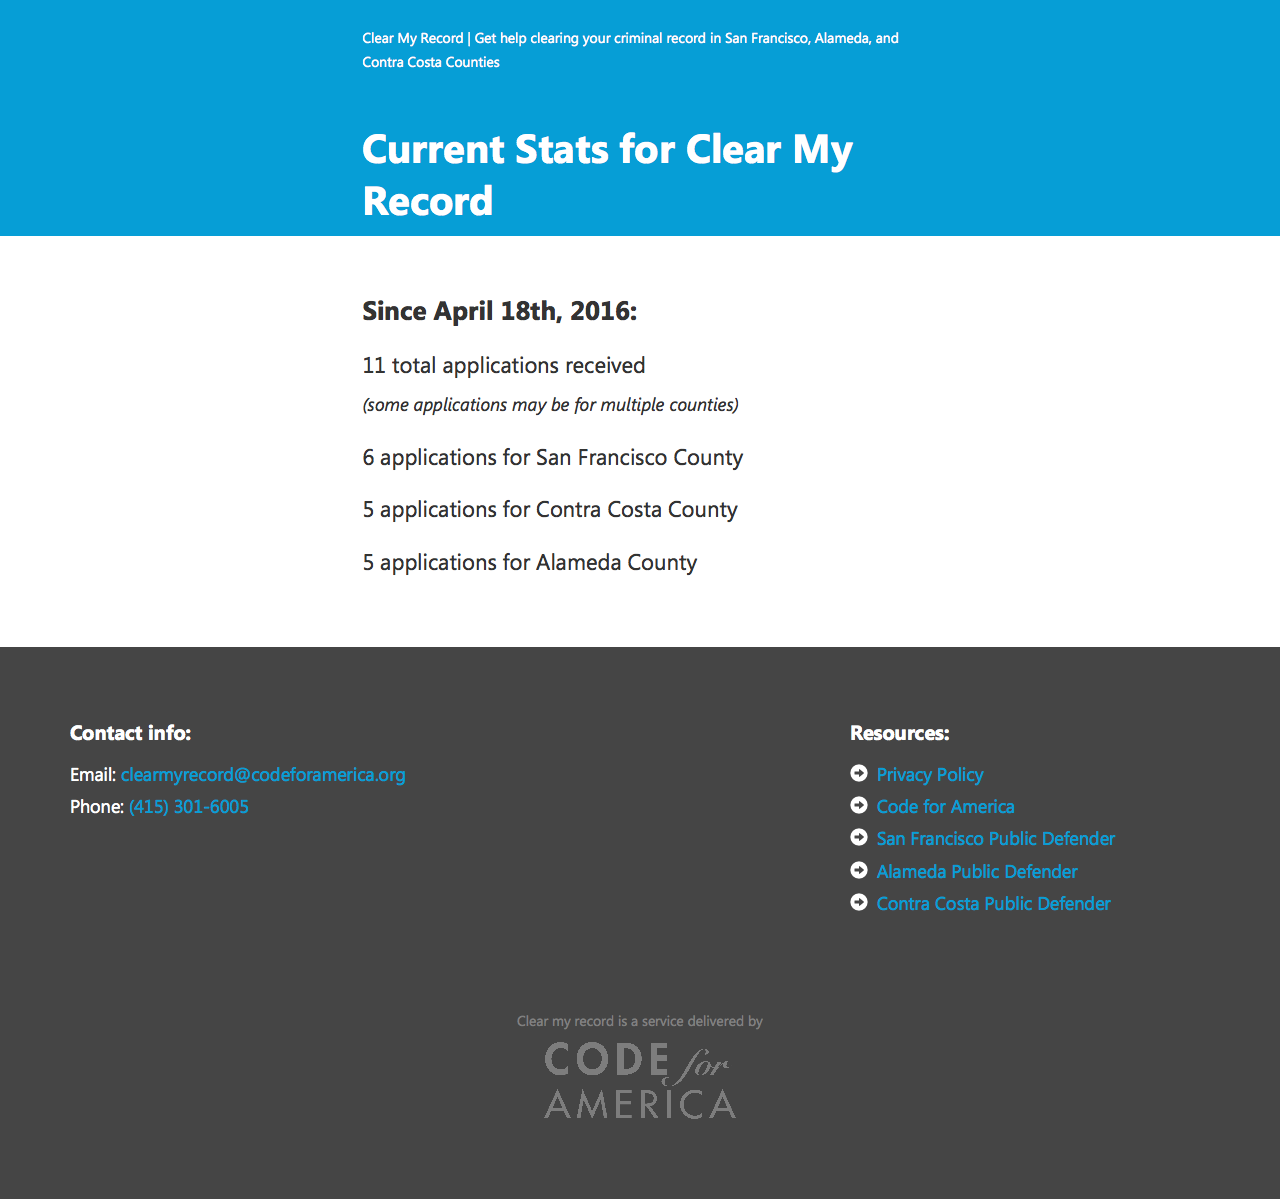 Clear My Record | Get help clearing your criminal record in San Francisco, Alameda, and
Contra Costa Counties
Current Stats for Clear My
Record
Since April 18th, 2016:
11 total applications received
(some applications may be for multiple counties)
6 applications for San Francisco County
5 applications for Contra Costa County
5 applications for Alameda County
Contact info:
Email: clearmyrecord@codeforamerica.org
Phone: (415) 301-6005
Resources:
Privacy Policy
Code for America
San Francisco Public Defender
Alameda Public Defender
Contra Costa Public Defender
Clear my record is a service delivered by
CODE for
AMERICA